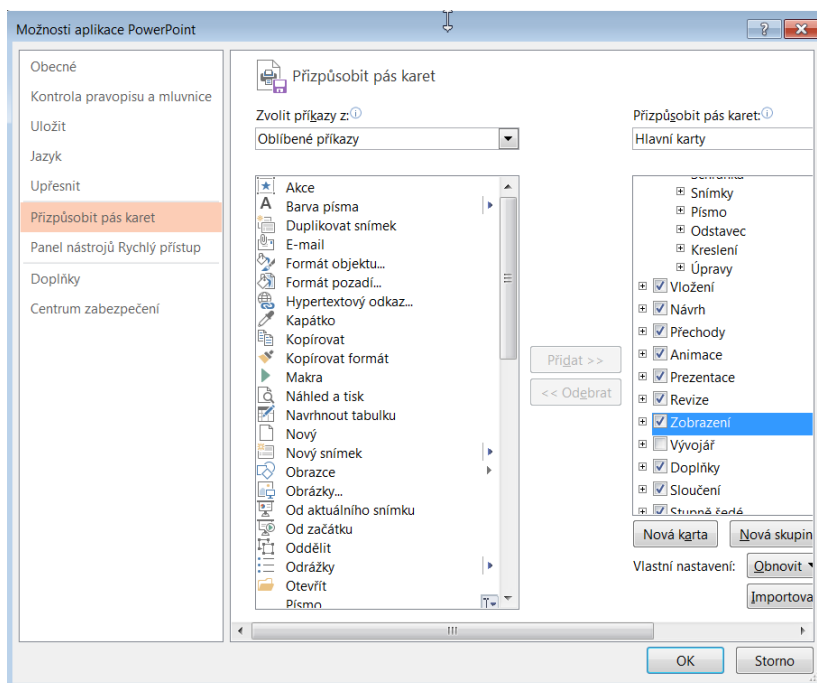 Možnosti aplikace PowerPoint
Obecné
Kontrola pravopisu a mluvnice
Uložit
Jazyk
Upřesnit
Přizpůsobit pás karet
Panel nástrojů Rychlý přístup
Doplňky
Centrum zabezpečení
Přizpůsobit pás karet
Zvolit příkazy z:
Oblíbené příkazy
Akce
Barva písma
Duplikovat snímek
E-mail
Formát objektu...
Formát pozadí...
Hypertextový odkaz...
Kapátko
Kopírovat
Kopírovat formát
Makra
Náhled a tisk
Navrhnout tabulku
Nový
Nový snímek
Obrazce
Obrázky...
Od aktuálního snímku
Od začátku
Oddělit
Odrážky
Otevřít
Písmo
Přidat >>
<< Odebrat
Přizpůsobit pás karet:
Hlavní karty
Schránka
Snímky
Písmo
Odstavec
Kreslení
Úpravy
Vložení
Návrh
Přechody
Animace
Prezentace
Revize
Zobrazení
Vývojář
Doplňky
Sloučení
Stupně šedé
Nová karta
Nová skupin
Vlastní nastavení:
Obnovit
Importova
OK
Storno